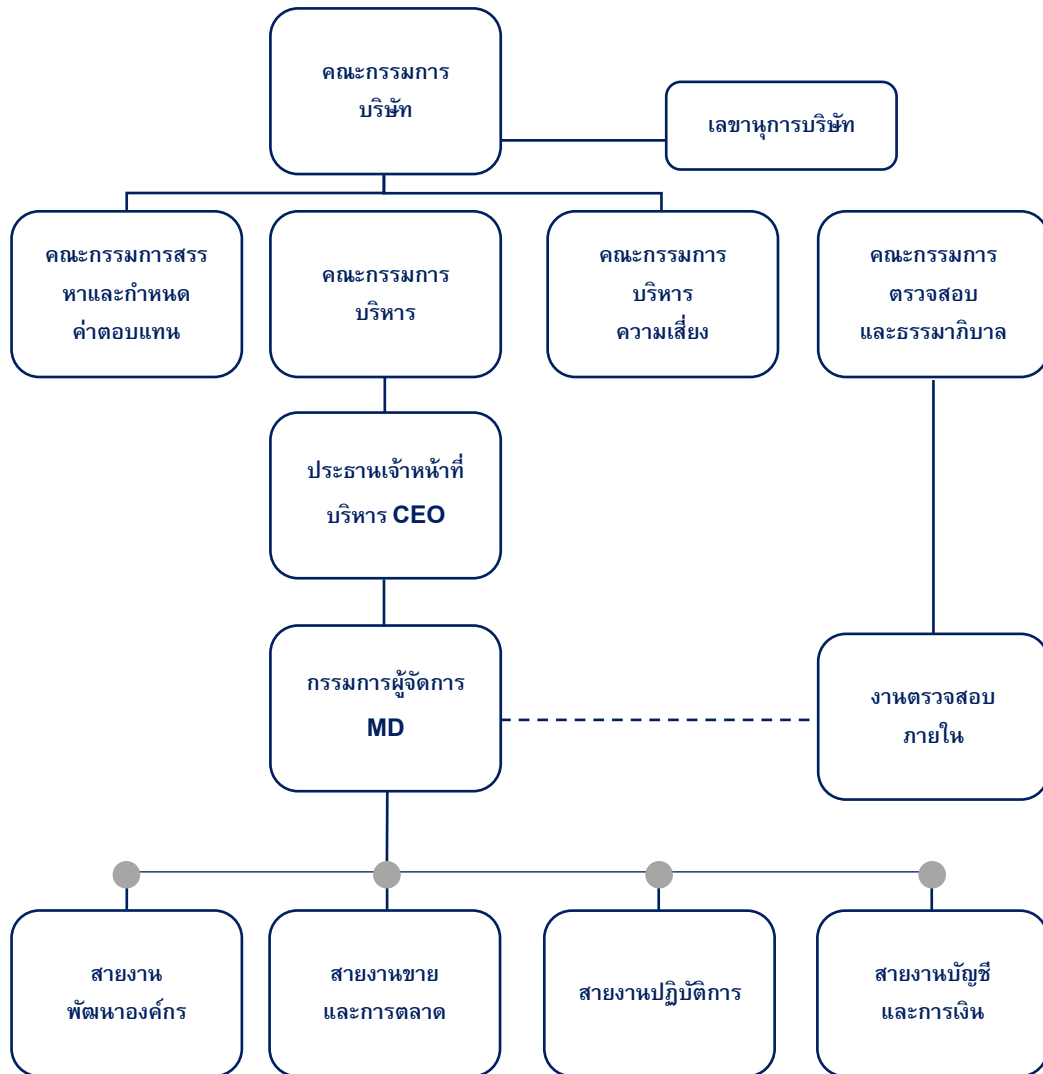 คณะกรรมการ
บริษัท
เลขานุการบริษัท
คณะกรรมการสรร
หาและกำหนด
ค่าตอบแทน
คณะกรรมการ
บริหาร
คณะกรรมการ
บริหาร
ความเสี่ยง
คณะกรรมการ
ตรวจสอบ
และธรรมาภิบาล
ประธานเจ้าหน้าที่
บริหาร CEO
กรรมการผู้จัดการ
MD
งานตรวจสอบ
ภายใน
สายงาน
พัฒนาองค์กร
สายงานขาย
และการตลาด
สายงานปฏิบัติการ
สายงานบัญชี
และการเงิน